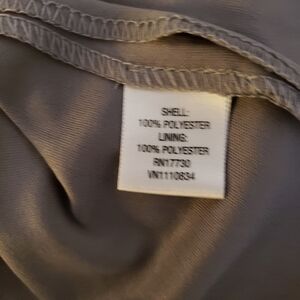 SHELL:
100% POLYESTER
LINING:
100% POLYESTER
RN17730
VN1110834